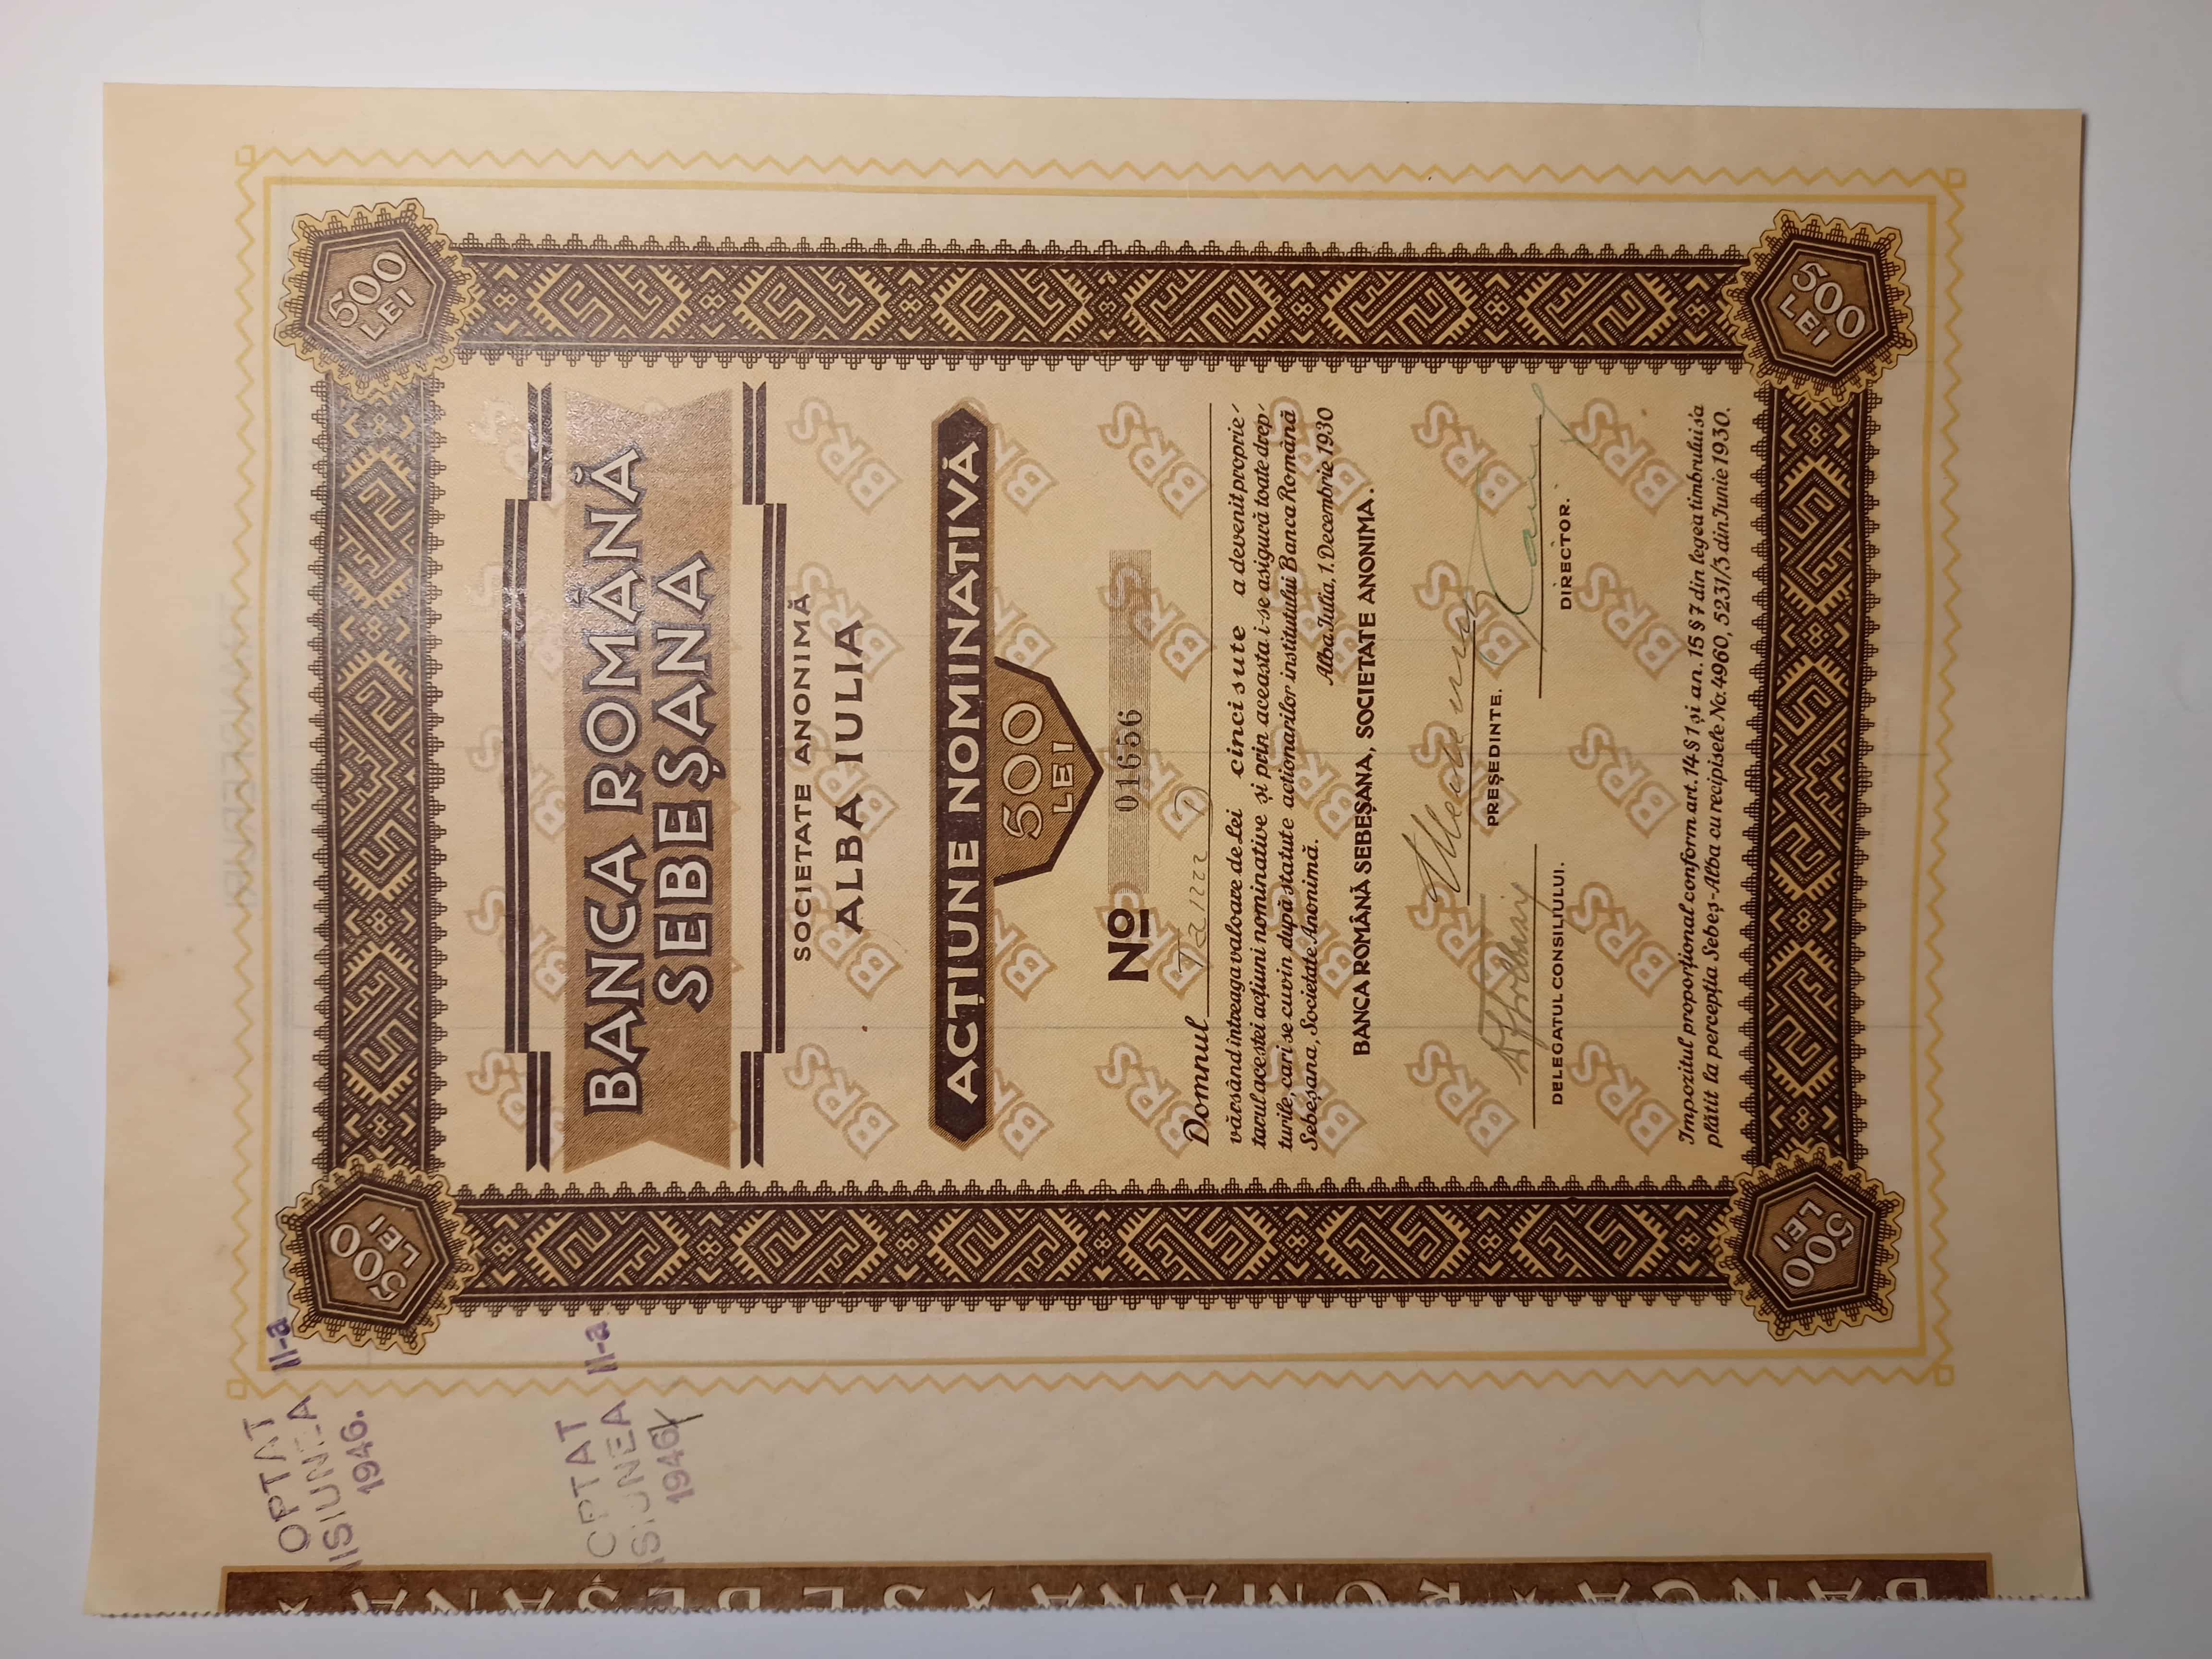 500
LEI
500
LEI
BANCA ROMÂNĂ
SEBEȘANA
SOCIETATE ANONIMĂ
ALBA IULIA
ACȚIUNE NOMINATIVĂ
500
LEI
No 01656
Domnul
vărsând întreaga valoare de Lei cinci sute a devenit proprie-
tarul acestei acțiuni nominative și prin aceasta i-se asigură toate drep-
turile, cari se cuvin după statute acționarilor institutului Banca Română
Sebeșana, Societate Anonimă.
Alba Iulia, 1. Decembrie 1930
BANCA ROMÂNĂ SEBEȘANA, SOCIETATE ANONIMA.
PREȘEDINTE.
DELEGATUL CONSILIULUI.
DIRECTOR.
Impozitul proporțional conform art. 14 § 1 și an. 15 § 7 din legea timbrului s'a
plătit la percepția Sebeș-Alba cu recipisele No. 4960, 5231/3 din Iunie 1930.
500
LEI
500
LEI
OPTAT
ISIUNEA II-a
1946.
OPTAT
ISIUNEA II-a
1946
BANCA ROMÂNĂ SEBEȘANA